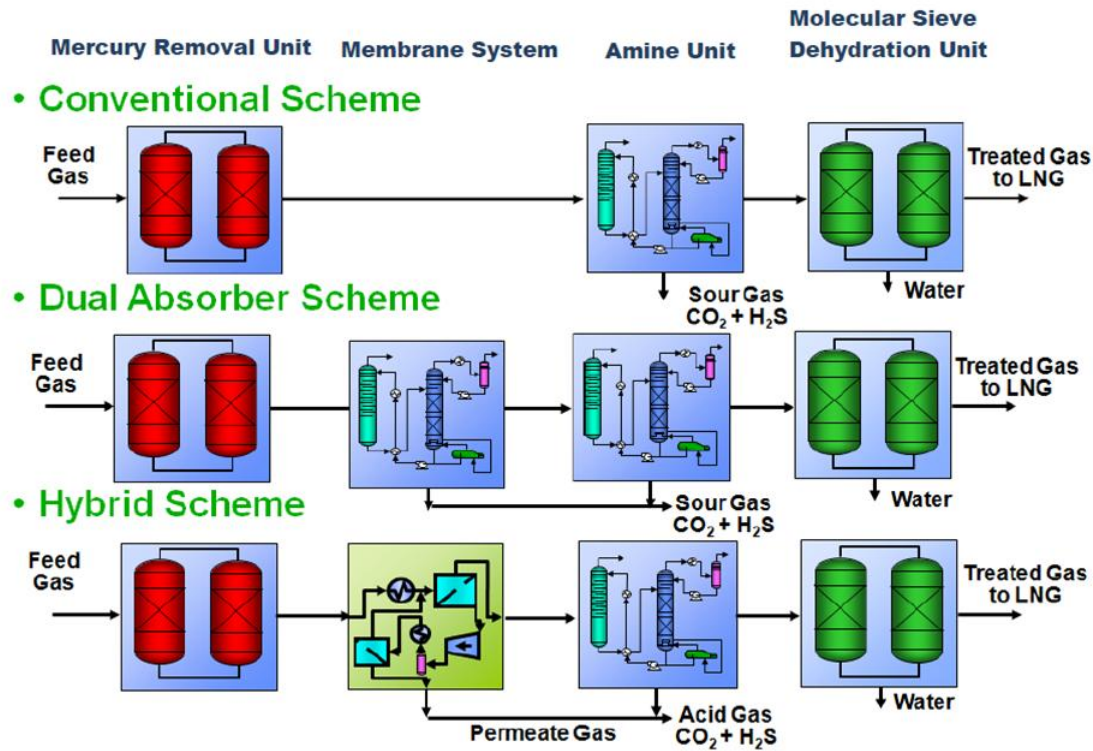 Mercury Removal Unit
Membrane System
Amine Unit
Molecular Sieve
Dehydration Unit
• Conventional Scheme
Feed
Gas
Treated Gas
to LNG
Sour Gas
CO₂ + H₂S
Water
• Dual Absorber Scheme
Feed
Gas
Treated Gas
to LNG
Sour Gas
CO₂ + H₂S
Water
• Hybrid Scheme
Feed
Gas
Treated Gas
to LNG
Permeate Gas
Acid Gas
CO₂ + H₂S
Water